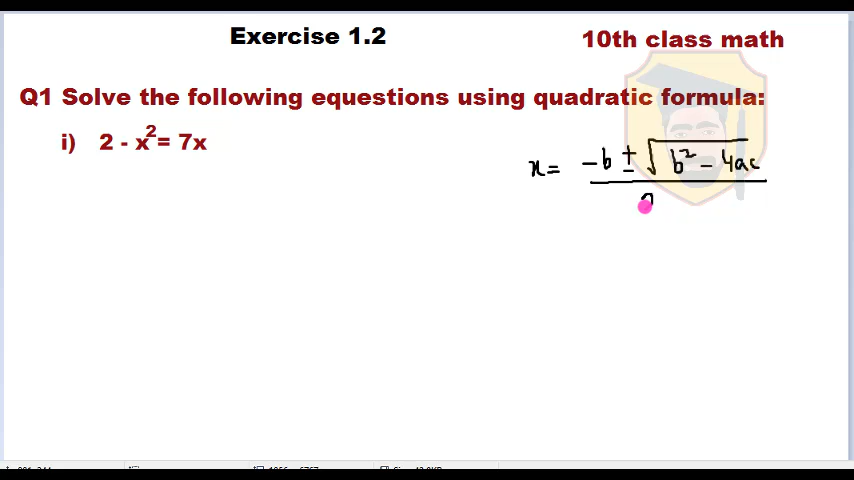 Exercise 1.2
10th class math
Q1 Solve the following equestions using quadratic formula:
i) 2 - x² = 7x
x = -b ± √b² - 4ac
2